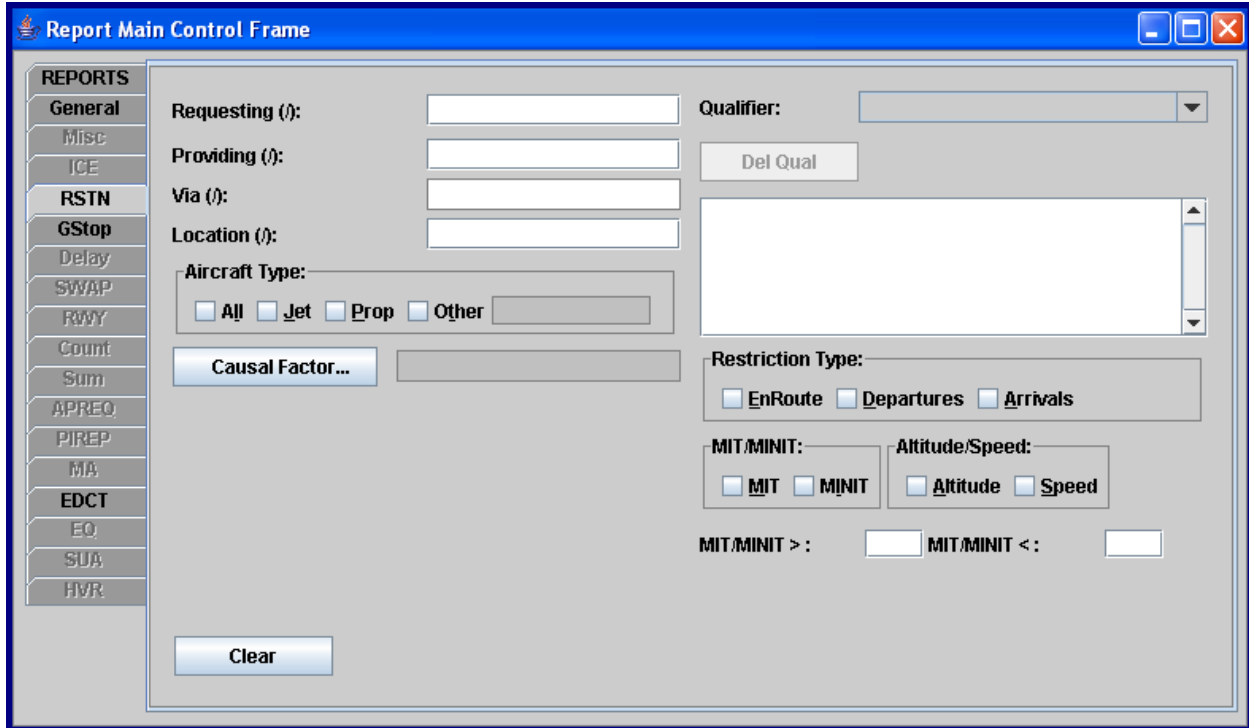 Report Main Control Frame
REPORTS
General
Misc
ICE
RSTN
GStop
Delay
SWAP
RWY
Count
Sum
APREQ
PIREP
MA
EDCT
EQ
SUA
HVR
Requesting (/):
Providing (/):
Via (/):
Location (/):
Aircraft Type:
All Jet Prop Other
Causal Factor...
Clear
Qualifier:
Del Qual
Restriction Type:
EnRoute Departures Arrivals
MIT/MINIT:
MIT MINIT
Altitude/Speed:
Altitude Speed
MIT/MINIT > : MIT/MINIT < :